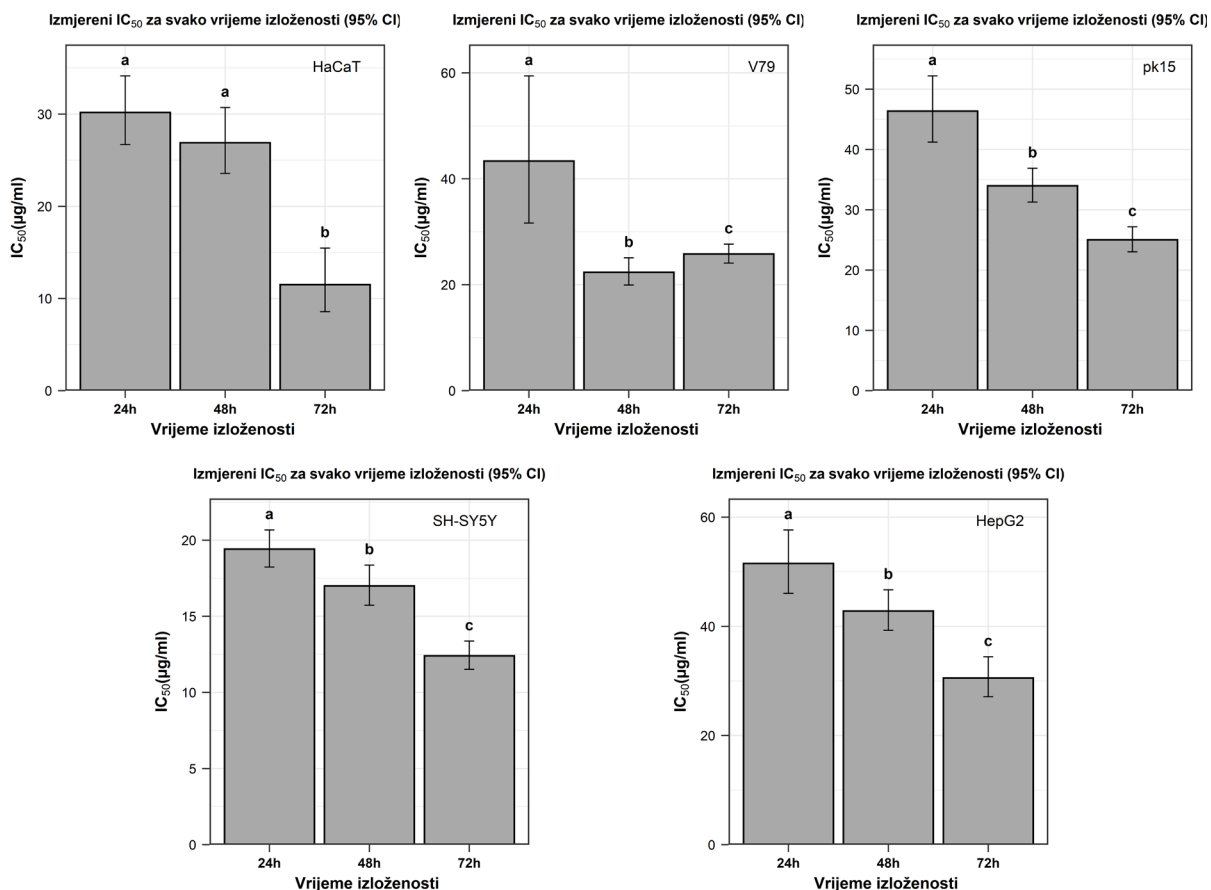 Izmjereni IC₅₀ za svako vrijeme izloženosti (95% CI)
HaCaT
a
a
b
30
20
10
0
IC₅₀(µg/ml)
24h 48h 72h
Vrijeme izloženosti
Izmjereni IC₅₀ za svako vrijeme izloženosti (95% CI)
V79
a
b
c
60
40
20
0
IC₅₀(µg/ml)
24h 48h 72h
Vrijeme izloženosti
Izmjereni IC₅₀ za svako vrijeme izloženosti (95% CI)
pk15
a
b
c
50
40
30
20
10
0
IC₅₀(µg/ml)
24h 48h 72h
Vrijeme izloženosti
Izmjereni IC₅₀ za svako vrijeme izloženosti (95% CI)
SH-SY5Y
a
b
c
20
15
10
5
0
IC₅₀(µg/ml)
24h 48h 72h
Vrijeme izloženosti
Izmjereni IC₅₀ za svako vrijeme izloženosti (95% CI)
HepG2
a
b
c
60
40
20
0
IC₅₀(µg/ml)
24h 48h 72h
Vrijeme izloženosti